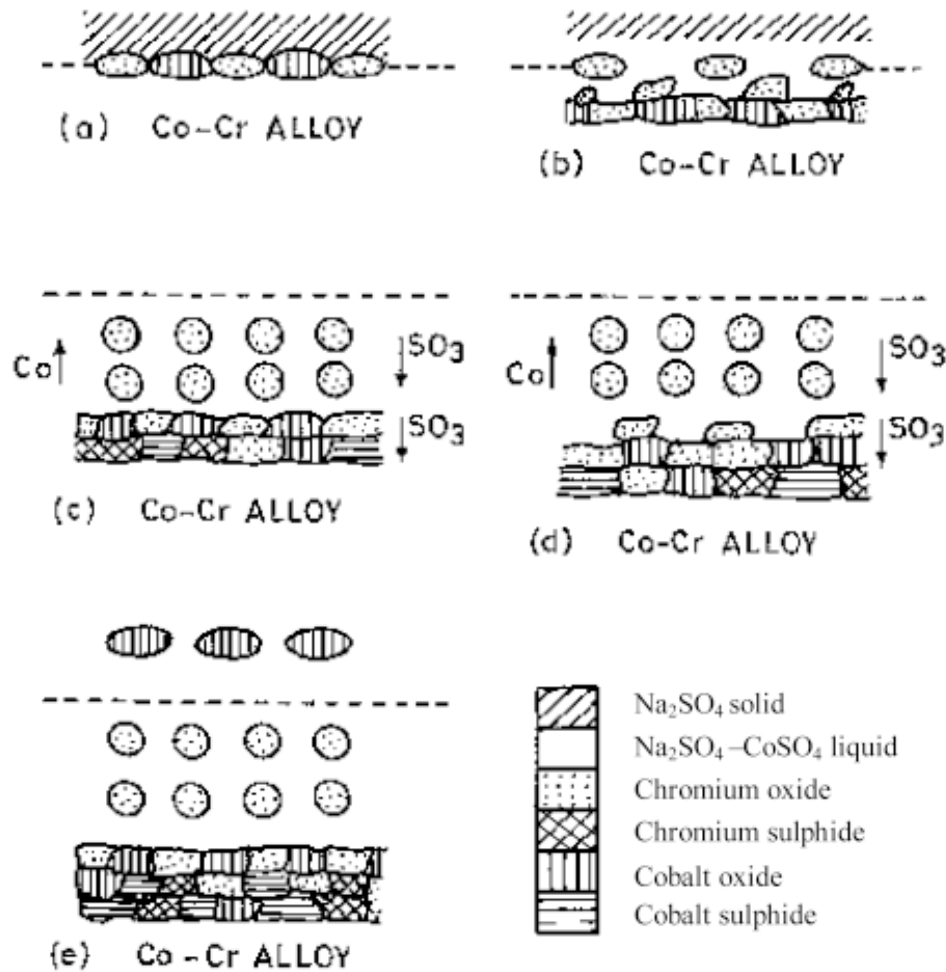 (a) Co-Cr ALLOY
(b) Co-Cr ALLOY
Co
SO3
SO3
(c) Co-Cr ALLOY
Co
SO3
SO3
(d) Co-Cr ALLOY
(e) Co-Cr ALLOY
Na₂SO₄ solid
Na₂SO₄–CoSO₄ liquid
Chromium oxide
Chromium sulphide
Cobalt oxide
Cobalt sulphide